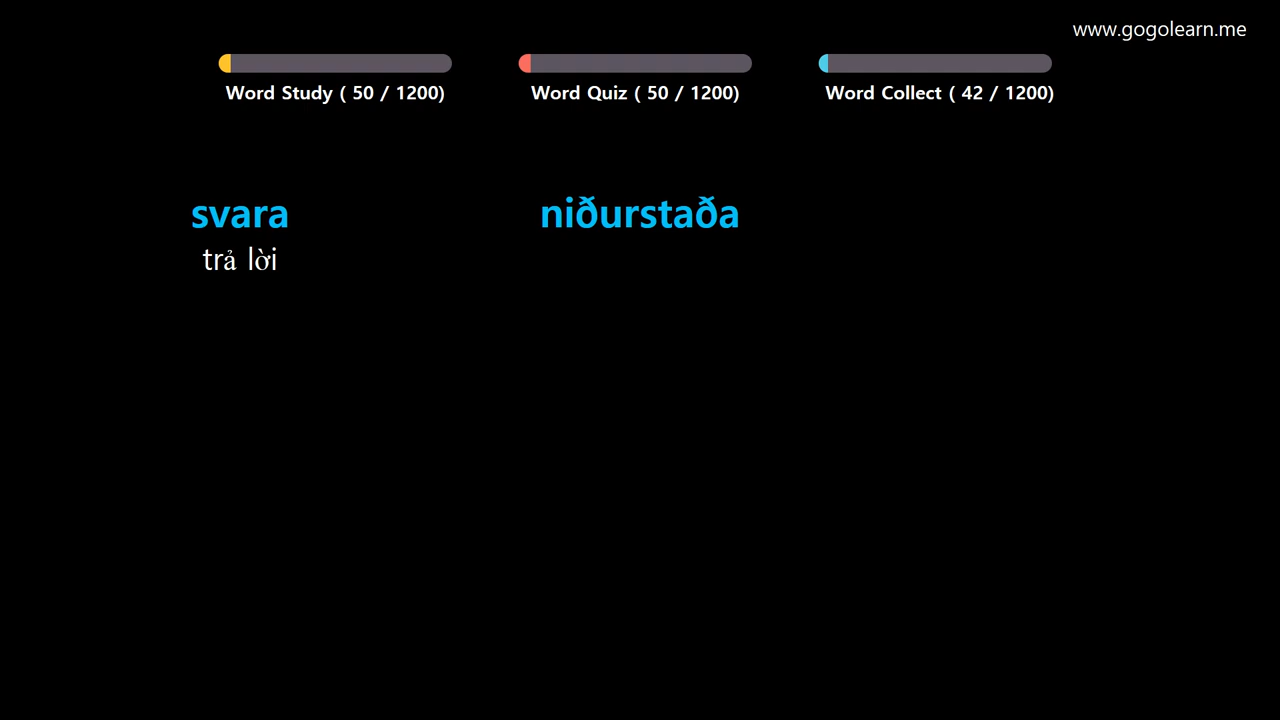 www.gogolearn.me
Word Study ( 50 / 1200)
Word Quiz ( 50 / 1200)
Word Collect ( 42 / 1200)
svara
trả lời
niðurstaða